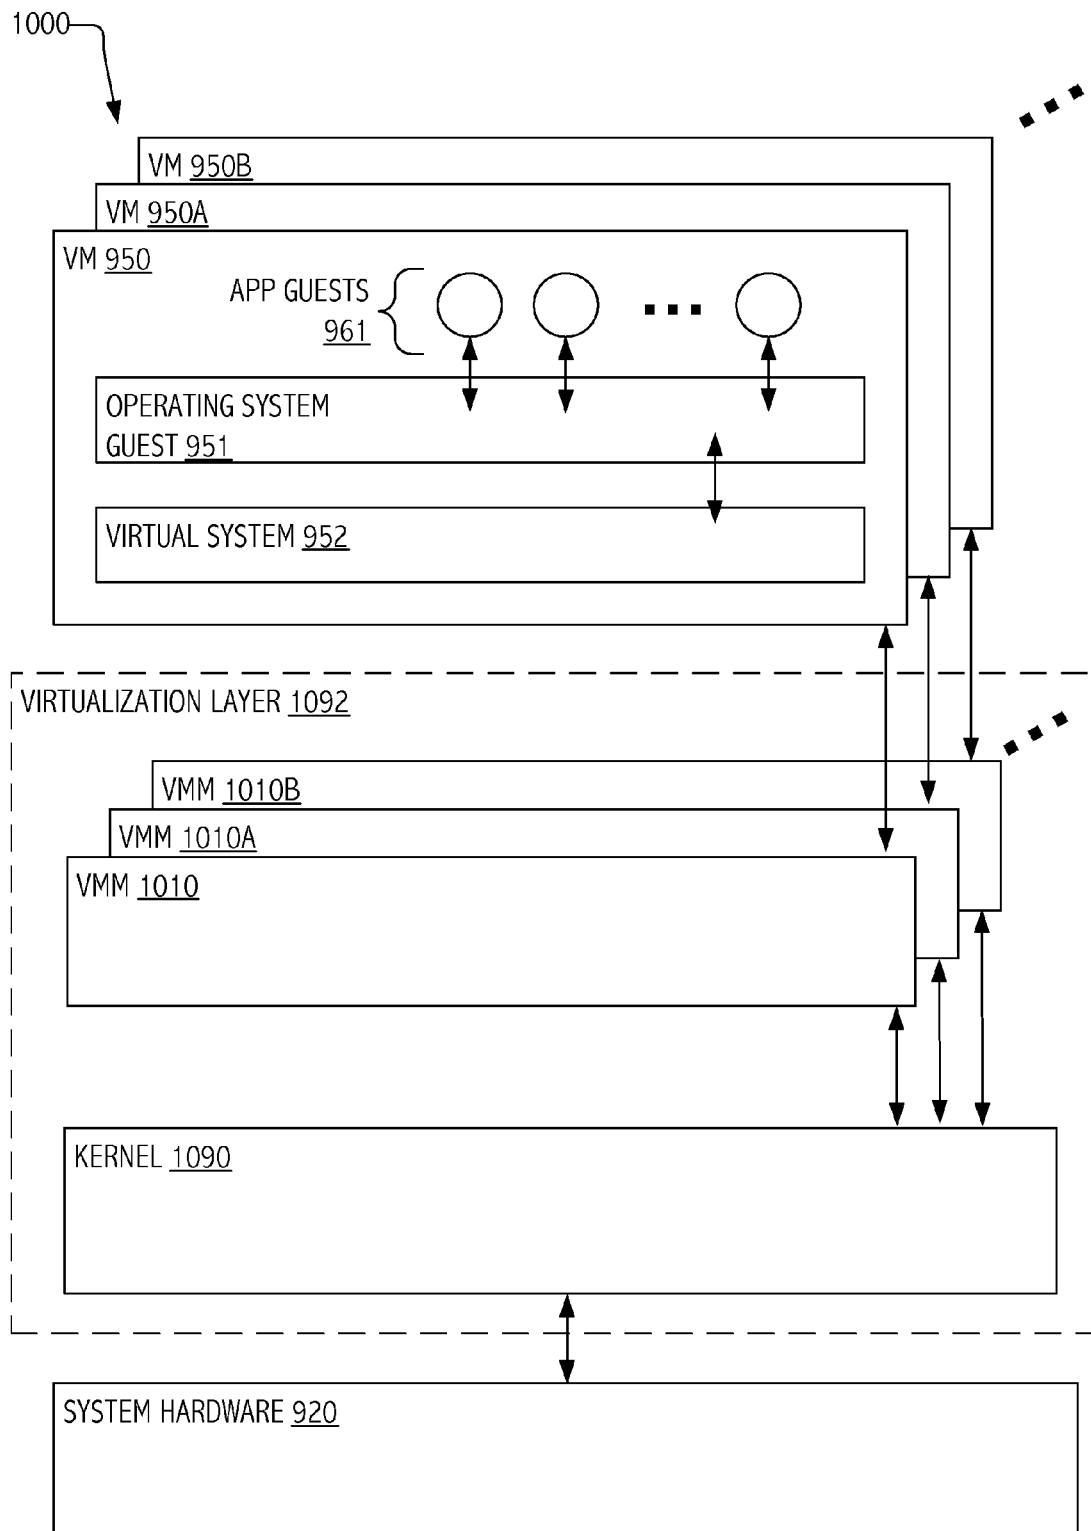 1000
VM 950B
VM 950A
VM 950
APP GUESTS
961
OPERATING SYSTEM
GUEST 951
VIRTUAL SYSTEM 952
VIRTUALIZATION LAYER 1092
VMM 1010B
VMM 1010A
VMM 1010
KERNEL 1090
SYSTEM HARDWARE 920